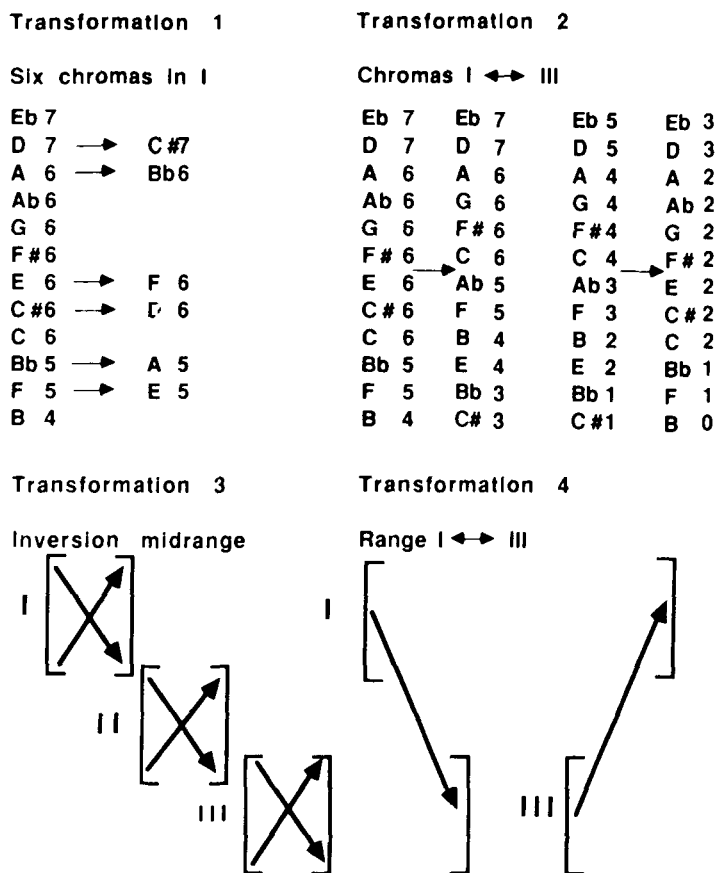 Transformation 1
Six chromas in I
Eb 7
D 7 → C#7
A 6 → Bb6
Ab 6
G 6
F#6
E 6 → F 6
C#6 → 6
C 6
Bb 5 → A 5
F 5 → E 5
B 4
Transformation 2
Chromas I ↔ III
Eb 7 Eb 7 Eb 5 Eb 3
D 7 D 7 D 5 D 3
A 6 A 6 A 4 A 2
Ab 6 G 6 G 4 Ab 2
G 6 F# 6 F#4 G 2
F# 6 → C 6 C 4 → F# 2
E 6 Ab 5 Ab 3 E 2
C# 6 F 5 F 3 C# 2
C 6 B 4 B 2 C 2
Bb 5 E 4 E 2 Bb 1
F 5 Bb 3 Bb 1 F 1
B 4 C# 3 C#1 B 0
Transformation 3
Inversion midrange
I
II
III
Transformation 4
Range I ↔ III
I
III